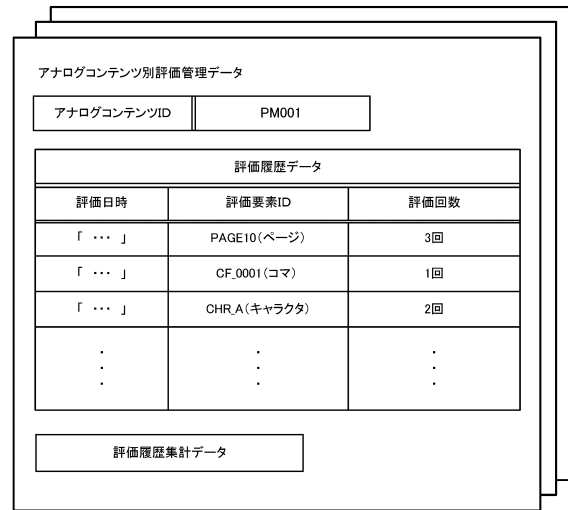 アナログコンテンツ別評価管理データ
アナログコンテンツID PM001
評価履歴データ
評価日時 評価要素ID 評価回数
「 ･･･ 」 PAGE10(ページ) 3回
「 ･･･ 」 CF_0001(コマ) 1回
「 ･･･ 」 CHR_A(キャラクタ) 2回
評価履歴集計データ